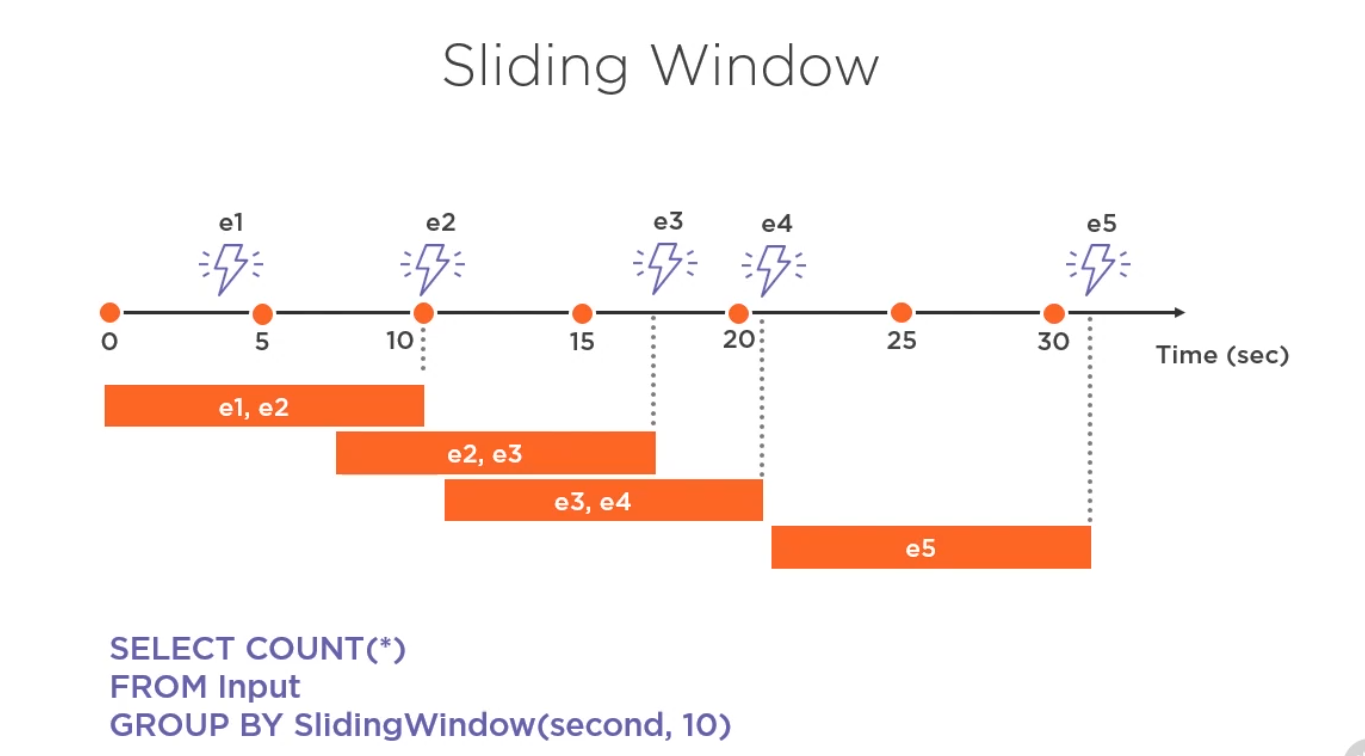 Sliding Window
e1 e2 e3 e4 e5
0 5 10 15 20 25 30
Time (sec)
e1, e2
e2, e3
e3, e4
e5
SELECT COUNT(*)
FROM Input
GROUP BY SlidingWindow(second, 10)